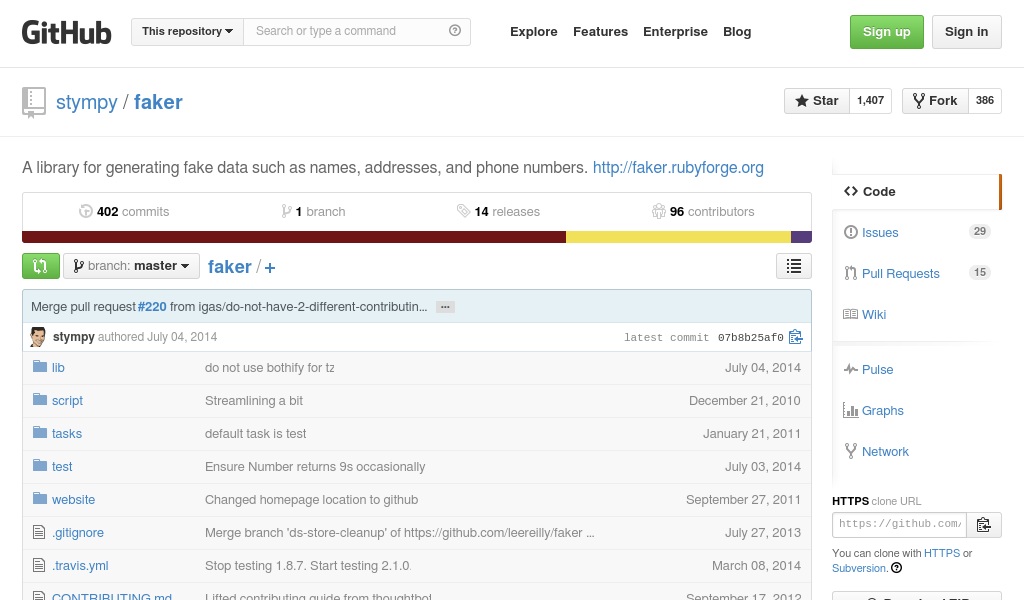 GitHub This repository Search or type a command Explore Features Enterprise Blog Sign up Sign in
stympy / faker Star 1,407 Fork 386
A library for generating fake data such as names, addresses, and phone numbers. http://faker.rubyforge.org
402 commits 1 branch 14 releases 96 contributors
branch: master faker / +
Merge pull request #220 from igas/do-not-have-2-different-contributin... ...
stympy authored July 04, 2014 latest commit 07b8b25af0
lib do not use bothify for tz July 04, 2014
script Streamlining a bit December 21, 2010
tasks default task is test January 21, 2011
test Ensure Number returns 9s occasionally July 03, 2014
website Changed homepage location to github September 27, 2011
.gitignore Merge branch 'ds-store-cleanup' of https://github.com/leereilly/faker ... July 27, 2013
.travis.yml Stop testing 1.8.7. Start testing 2.1.0 March 08, 2014
CONTRIBUTING.md Lifted contributing guide from thoughtbot September 17, 2012
Code
Issues 29
Pull Requests 15
Wiki
Pulse
Graphs
Network
HTTPS clone URL
https://github.com/
You can clone with HTTPS or
Subversion.
Download ZIP